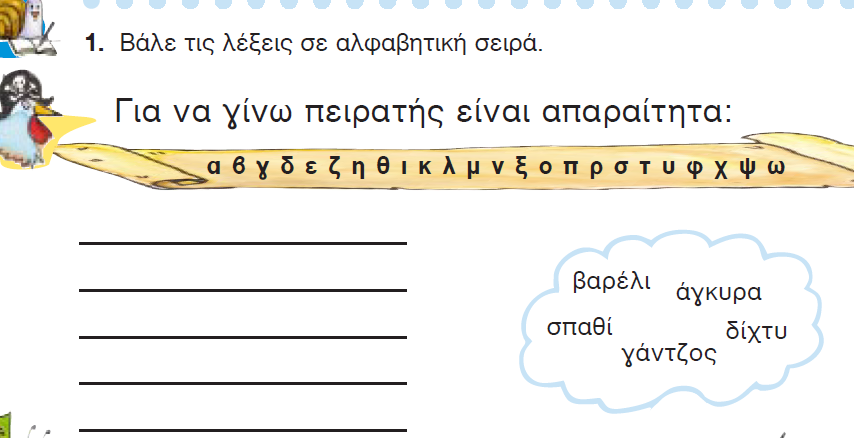 1. Βάλε τις λέξεις σε αλφαβητική σειρά.
Για να γίνω πειρατής είναι απαραίτητα:
α β γ δ ε ζ η θ ι κ λ μ ν ξ ο π ρ σ τ υ φ χ ψ ω
βαρέλι άγκυρα
σπαθί δίχτυ
γάντζος